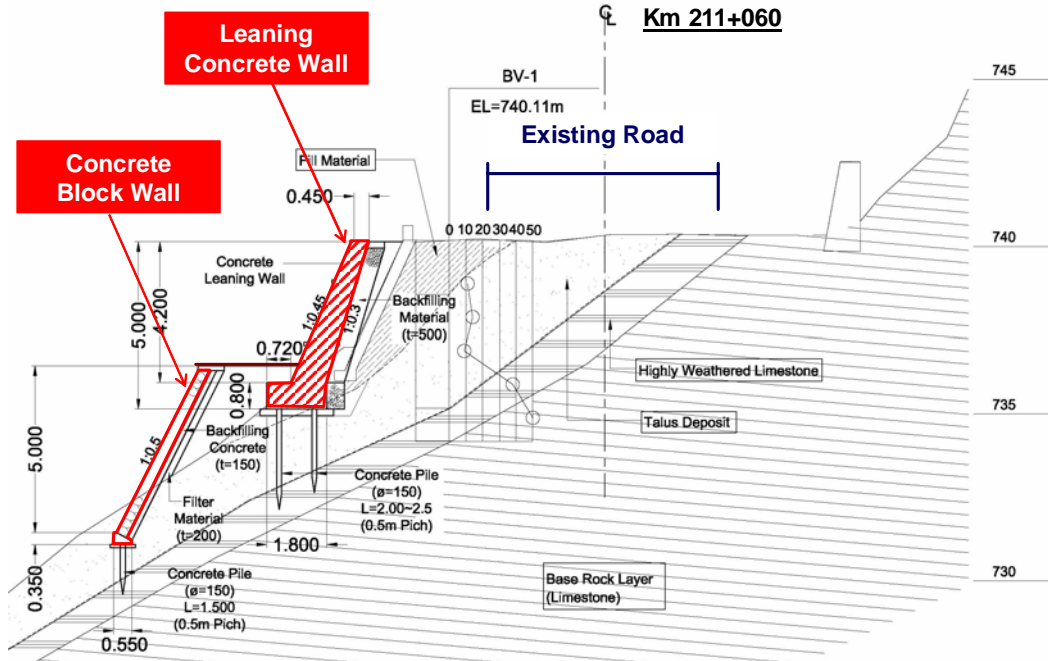 Km 211+060
Leaning
Concrete Wall
BV-1
EL=740.11m
745
Existing Road
Fill Material
Concrete
Block Wall
0.450
0 10 20 30 40 50
740
Concrete
Leaning Wall
5.000
4.200
1:0.45
1:0.3
Backfilling
Material
(t=500)
0.720
Highly Weathered Limestone
0.800
735
Talus Deposit
5.000
1:0.5
Backfilling
Concrete
(t=150)
Concrete Pile
(ø=150)
L=2.00~2.5
(0.5m Pich)
Filter
Material
(t=200)
1.800
0.350
Concrete Pile
(ø=150)
L=1.500
(0.5m Pich)
Base Rock Layer
(Limestone)
730
0.550